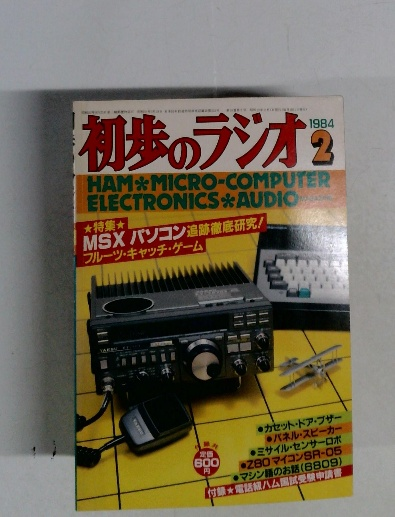 初歩のラジオ
1984
2
HAM＊MICRO-COMPUTER
ELECTRONICS＊AUDIO
★特集★
MSXパソコン追跡徹底研究!
フルーツ・キャッチ・ゲーム
YAESU
●カセット・ドア・ブザー
●パネル・スピーカー
●ミサイル・センサーロボ
●Z80マイコンSR-05
●マシン語のお話(6809)
定価
600
円
付録★電話級ハム国試受験申請書